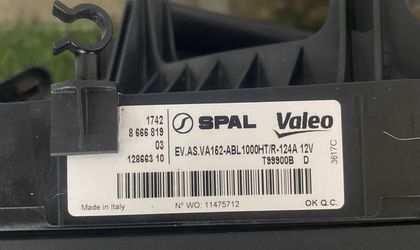 1742
8 666 819
03
128663 10
SPAL
Valeo
EV.AS.VA162-ABL1000HT/R-124A 12V
T99900B D
3617C
Made in Italy
N° WO: 11475712
OK Q.C.